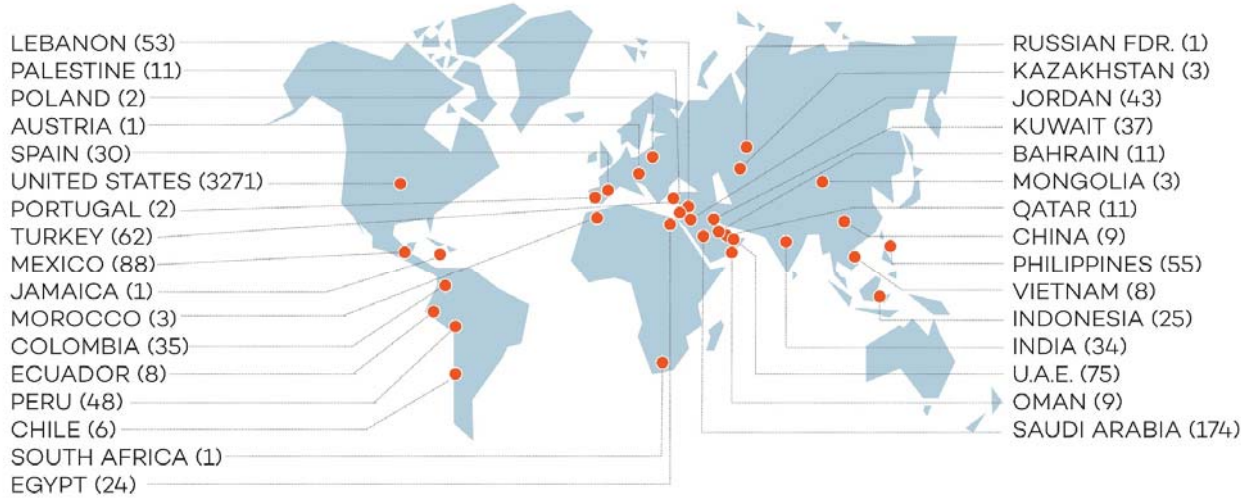 LEBANON (53)
PALESTINE (11)
POLAND (2)
AUSTRIA (1)
SPAIN (30)
UNITED STATES (3271)
PORTUGAL (2)
TURKEY (62)
MEXICO (88)
JAMAICA (1)
MOROCCO (3)
COLOMBIA (35)
ECUADOR (8)
PERU (48)
CHILE (6)
SOUTH AFRICA (1)
EGYPT (24)
RUSSIAN FDR. (1)
KAZAKHSTAN (3)
JORDAN (43)
KUWAIT (37)
BAHRAIN (11)
MONGOLIA (3)
QATAR (11)
CHINA (9)
PHILIPPINES (55)
VIETNAM (8)
INDONESIA (25)
INDIA (34)
U.A.E. (75)
OMAN (9)
SAUDI ARABIA (174)